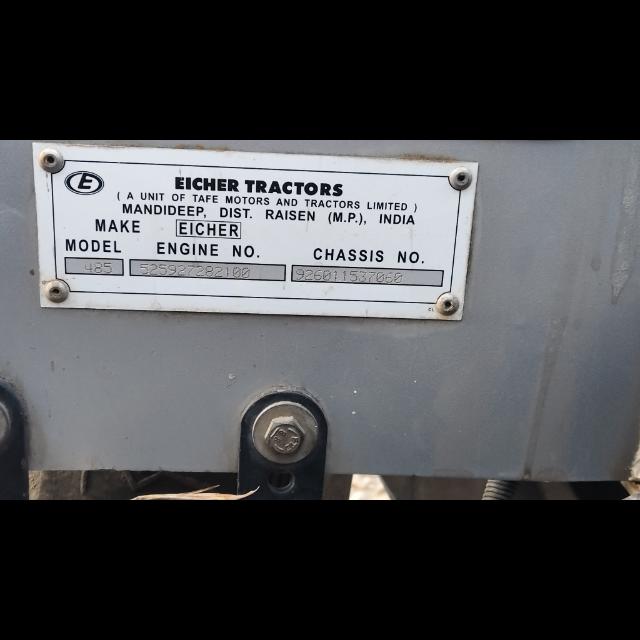 E
EICHER TRACTORS
( A UNIT OF TAFE MOTORS AND TRACTORS LIMITED )
MANDIDEEP, DIST. RAISEN (M.P.), INDIA
MAKE EICHER
MODEL ENGINE NO. CHASSIS NO.
485 525927282100 926011537060